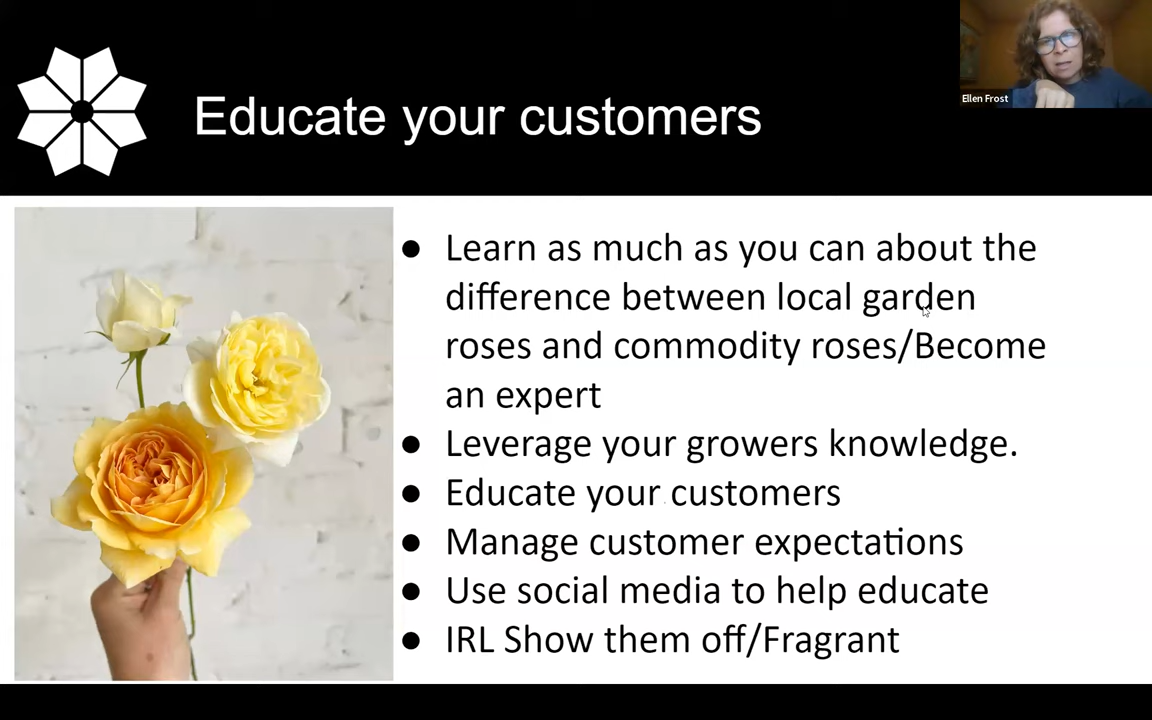 Ellen Frost
Educate your customers
● Learn as much as you can about the
difference between local garden
roses and commodity roses/Become
an expert
● Leverage your growers knowledge.
● Educate your customers
● Manage customer expectations
● Use social media to help educate
● IRL Show them off/Fragrant